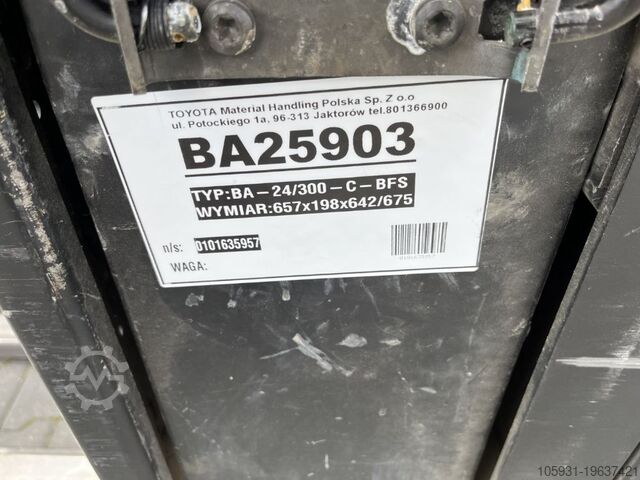 TOYOTA Material Handling Polska Sp. Z o.o
ul. Potockiego 1a, 96-313 Jaktorów tel.801366900
BA25903
TYP:BA-24/300-C-BFS
WYMIAR:657x198x642/675
n/s: 0101635957
0101635957
WAGA:
105931-19637421